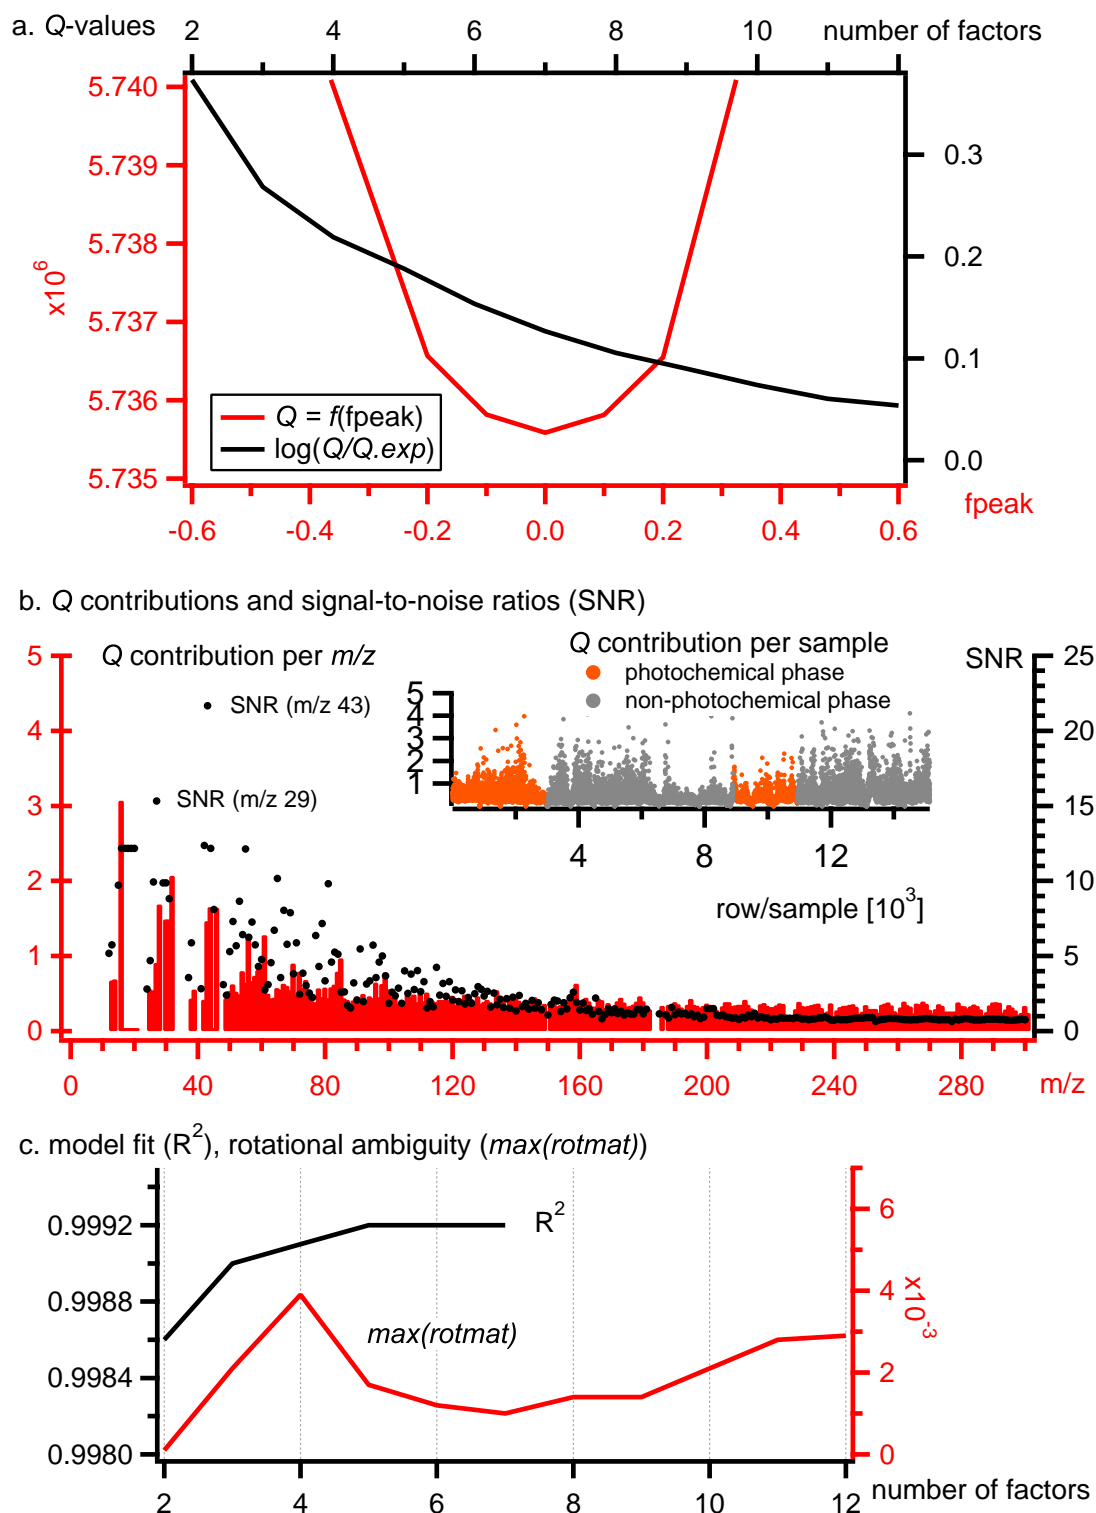 a. Q-values
2 4 6 8 10 number of factors
5.740
5.739
5.738
5.737
5.736
5.735
x10^6
0.3
0.2
0.1
0.0
Q = f(fpeak)
log(Q/Q.exp)
-0.6 -0.4 -0.2 0.0 0.2 0.4 0.6
fpeak
b. Q contributions and signal-to-noise ratios (SNR)
Q contribution per m/z
SNR (m/z 43)
SNR (m/z 29)
5
4
3
2
1
0
Q contribution per sample
photochemical phase
non-photochemical phase
5
4
3
2
1
4 8 12
row/sample [10^3]
SNR
25
20
15
10
5
0
0 40 80 120 160 200 240 280 m/z
c. model fit (R^2), rotational ambiguity (max(rotmat))
0.9992
0.9988
0.9984
0.9980
R^2
max(rotmat)
6
4
2
0
x10^-3
2 4 6 8 10 12 number of factors